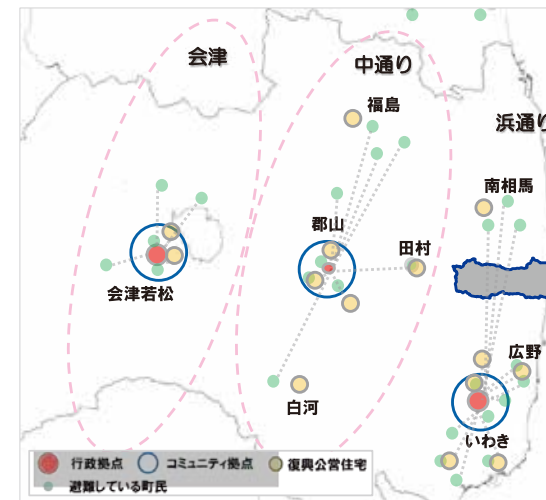 会津
中通り
浜通り
福島
南相馬
郡山
田村
会津若松
広野
白河
いわき
行政拠点
コミュニティ拠点
復興公営住宅
避難している町民